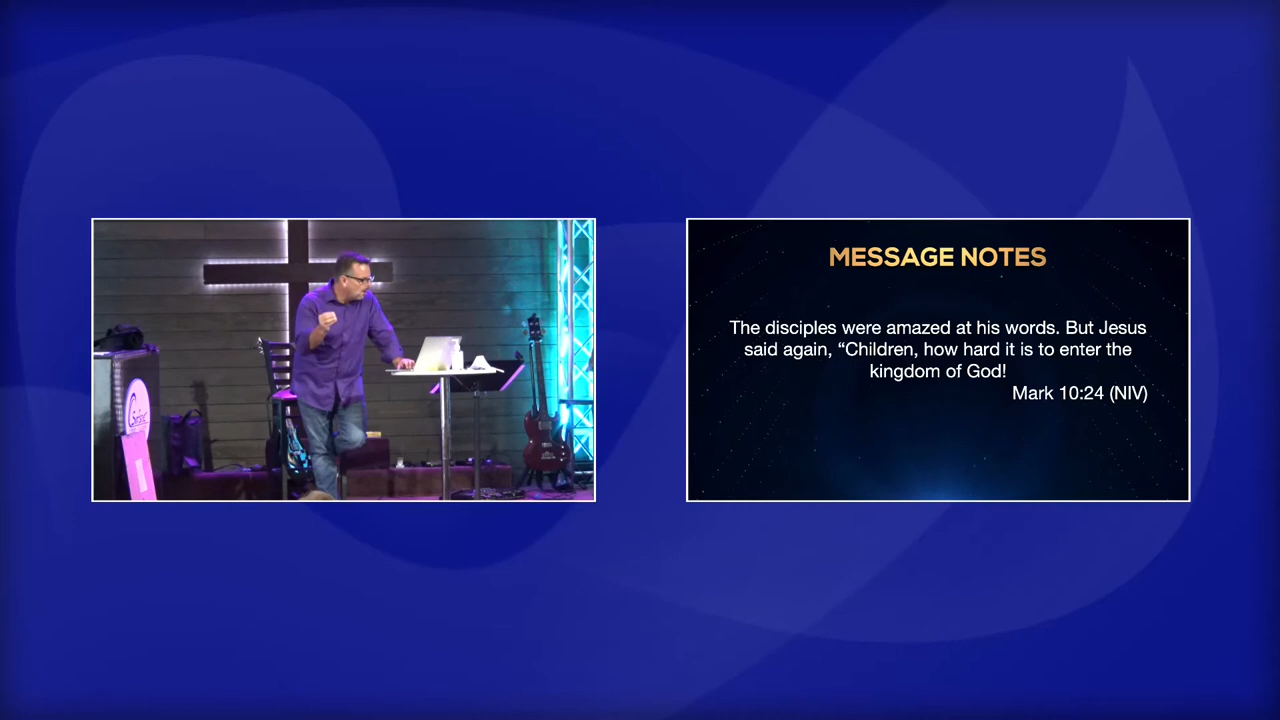 MESSAGE NOTES
The disciples were amazed at his words. But Jesus
said again, “Children, how hard it is to enter the
kingdom of God!
Mark 10:24 (NIV)